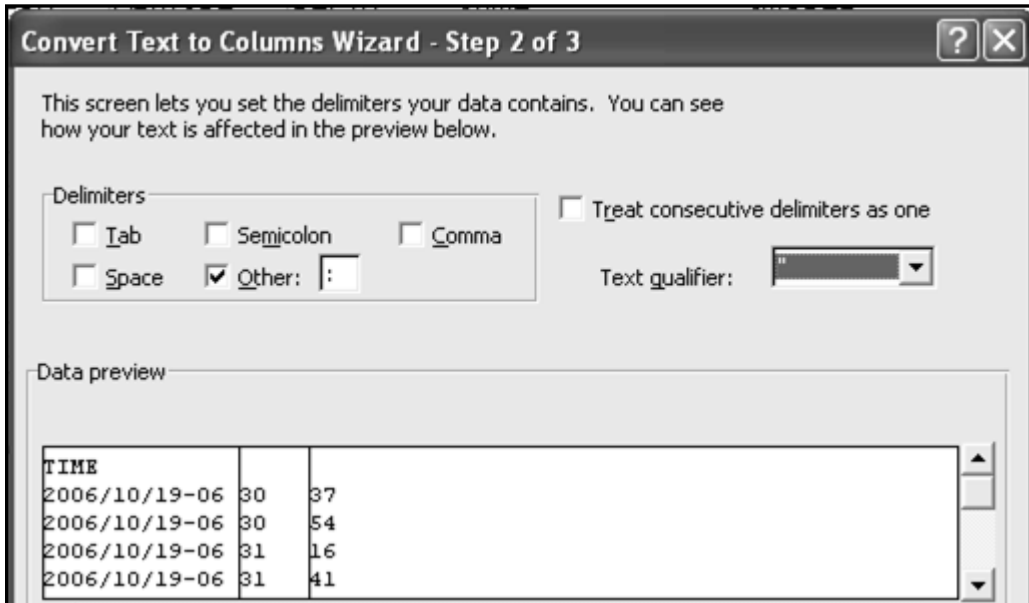 Convert Text to Columns Wizard - Step 2 of 3
This screen lets you set the delimiters your data contains. You can see
how your text is affected in the preview below.
Delimiters
Tab Semicolon Comma
Space Other: :
Treat consecutive delimiters as one
Text qualifier: "
Data preview
TIME
2006/10/19-06 30 37
2006/10/19-06 30 54
2006/10/19-06 31 16
2006/10/19-06 31 41